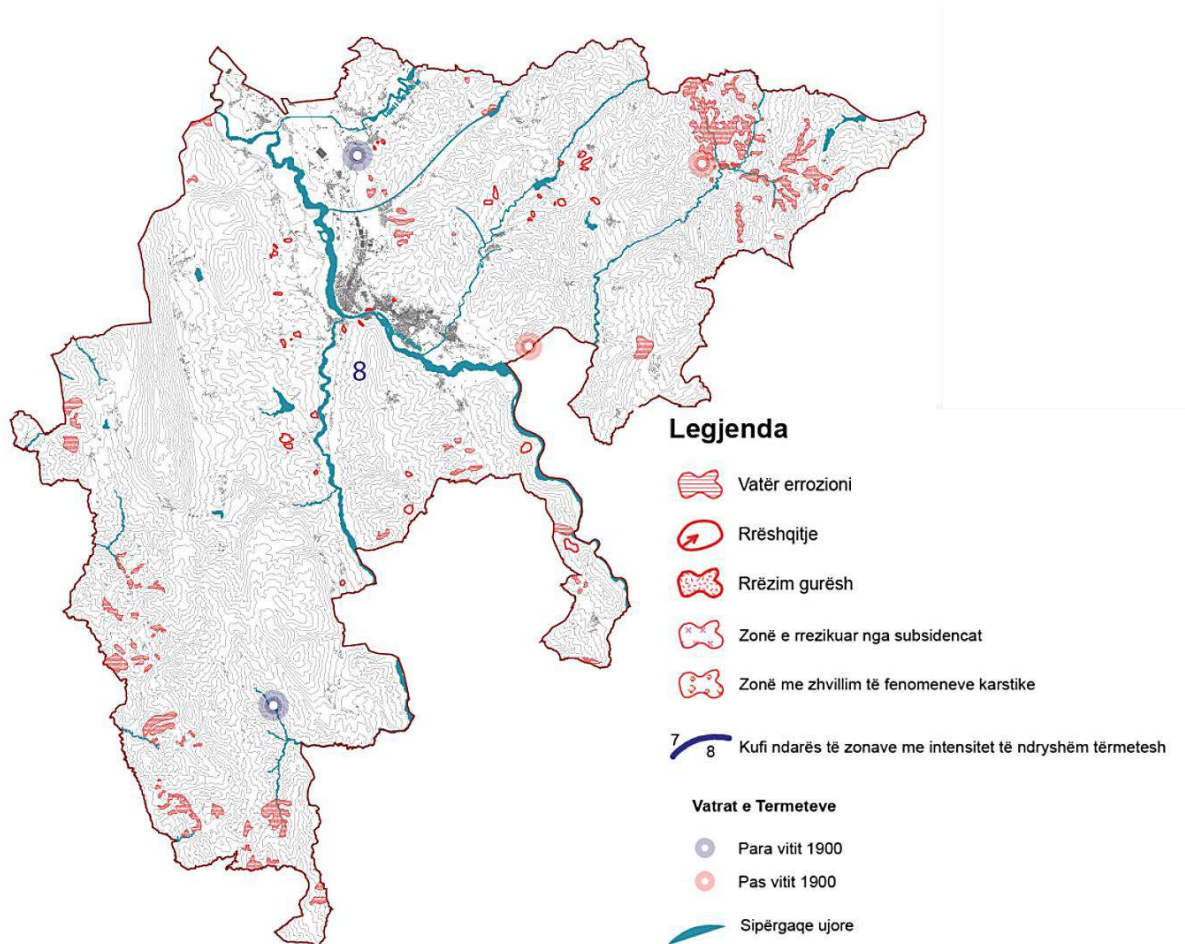 8
Legjenda
Vatër errozioni
Rrëshqitje
Rrëzim gurësh
Zonë e rrezikuar nga subsidencat
Zonë me zhvillim të fenomeneve karstike
7
8
Kufi ndarës të zonave me intensitet të ndryshëm tërmetesh
Vatrat e Termeteve
Para vitit 1900
Pas vitit 1900
Sipërgaqe ujore